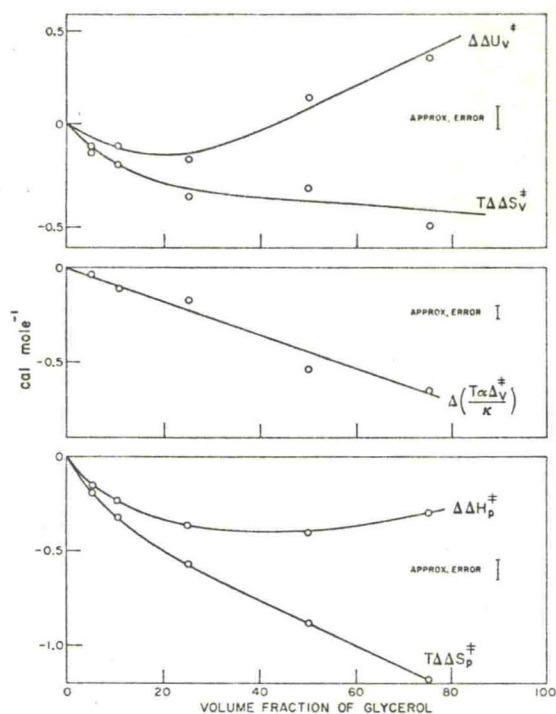 0.5
ΔΔU_V^‡
APPROX. ERROR
0
TΔΔS_V^‡
-0.5
0
APPROX. ERROR
cal mole⁻¹
-0.5
Δ(TαΔ_V^‡/κ)
0
ΔΔH_p^‡
-0.5
APPROX. ERROR
-1.0
TΔΔS_p^‡
0 20 40 60 80 100
VOLUME FRACTION OF GLYCEROL